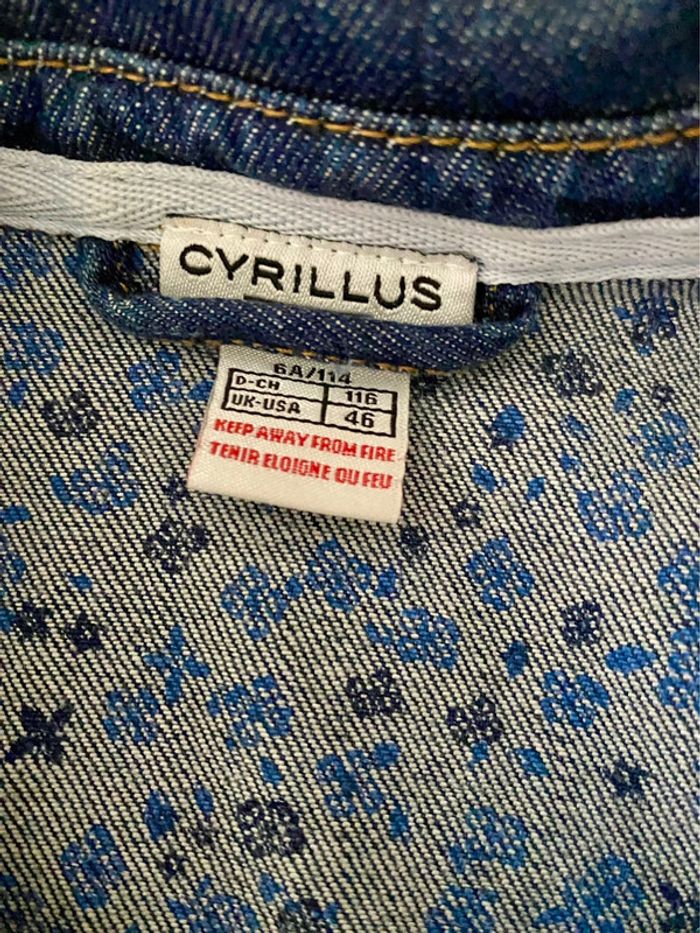 CYRILLUS
6A/114
D-CH 116
UK-USA 46
KEEP AWAY FROM FIRE
TENIR ELOIGNE DU FEU